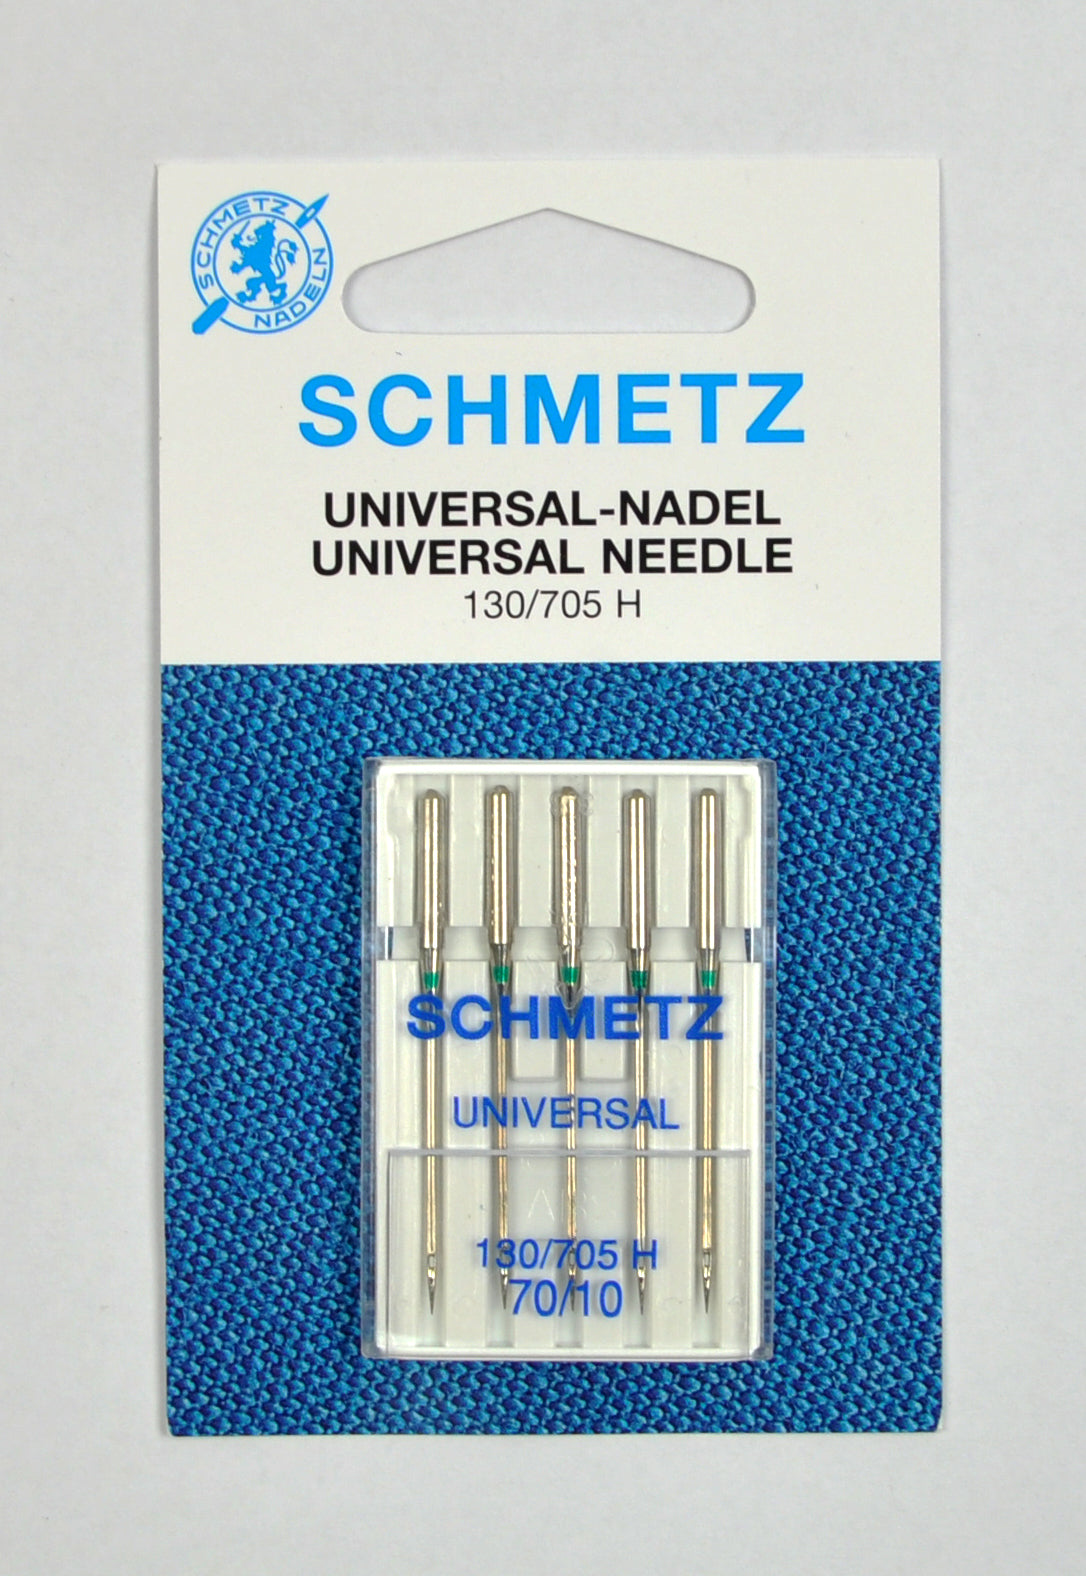 SCHMETZ
NADELN
SCHMETZ
UNIVERSAL-NADEL
UNIVERSAL NEEDLE
130/705 H
SCHMETZ
UNIVERSAL
130/705 H
70/10